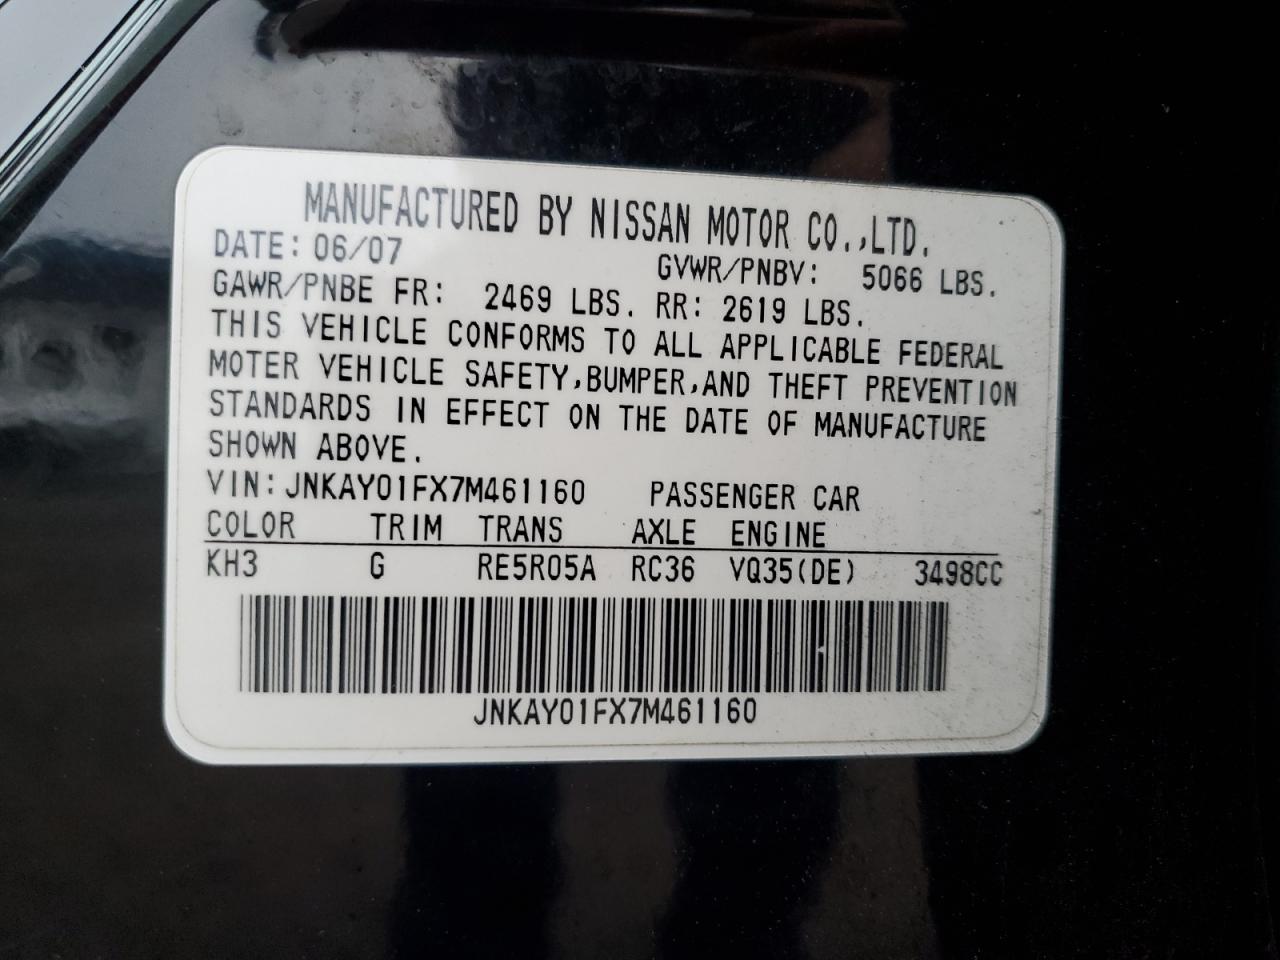 MANUFACTURED BY NISSAN MOTOR CO.,LTD.
DATE: 06/07 GVWR/PNBV: 5066 LBS.
GAWR/PNBE FR: 2469 LBS. RR: 2619 LBS.
THIS VEHICLE CONFORMS TO ALL APPLICABLE FEDERAL
MOTER VEHICLE SAFETY,BUMPER,AND THEFT PREVENTION
STANDARDS IN EFFECT ON THE DATE OF MANUFACTURE
SHOWN ABOVE.
VIN: JNKAY01FX7M461160 PASSENGER CAR
COLOR TRIM TRANS AXLE ENGINE
KH3 G RE5R05A RC36 VQ35(DE) 3498CC
JNKAY01FX7M461160